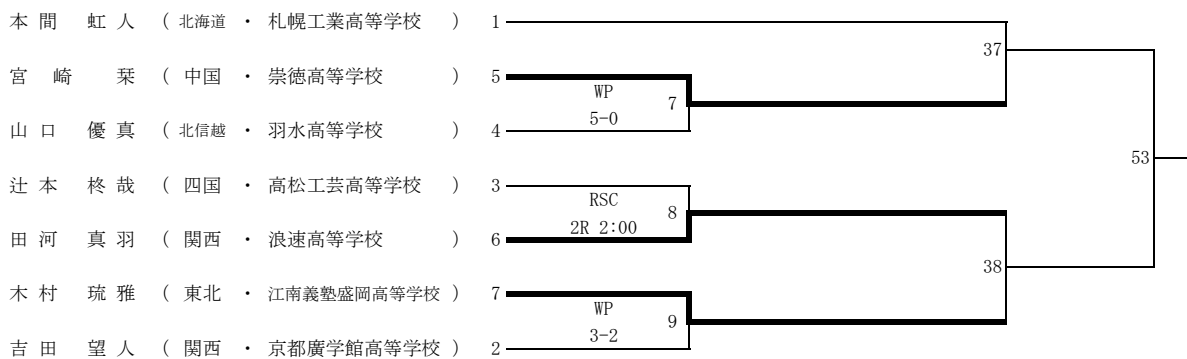 本間 虹人 ( 北海道 ・ 札幌工業高等学校 ) 1
37
宮崎 栞 ( 中国 ・ 崇徳高等学校 ) 5
WP
7
5-0
山口 優真 ( 北信越 ・ 羽水高等学校 ) 4
53
辻本 柊哉 ( 四国 ・ 高松工芸高等学校 ) 3
RSC
8
2R 2:00
田河 真羽 ( 関西 ・ 浪速高等学校 ) 6
38
木村 琉雅 ( 東北 ・ 江南義塾盛岡高等学校 ) 7
WP
9
3-2
吉田 望人 ( 関西 ・ 京都廣学館高等学校 ) 2